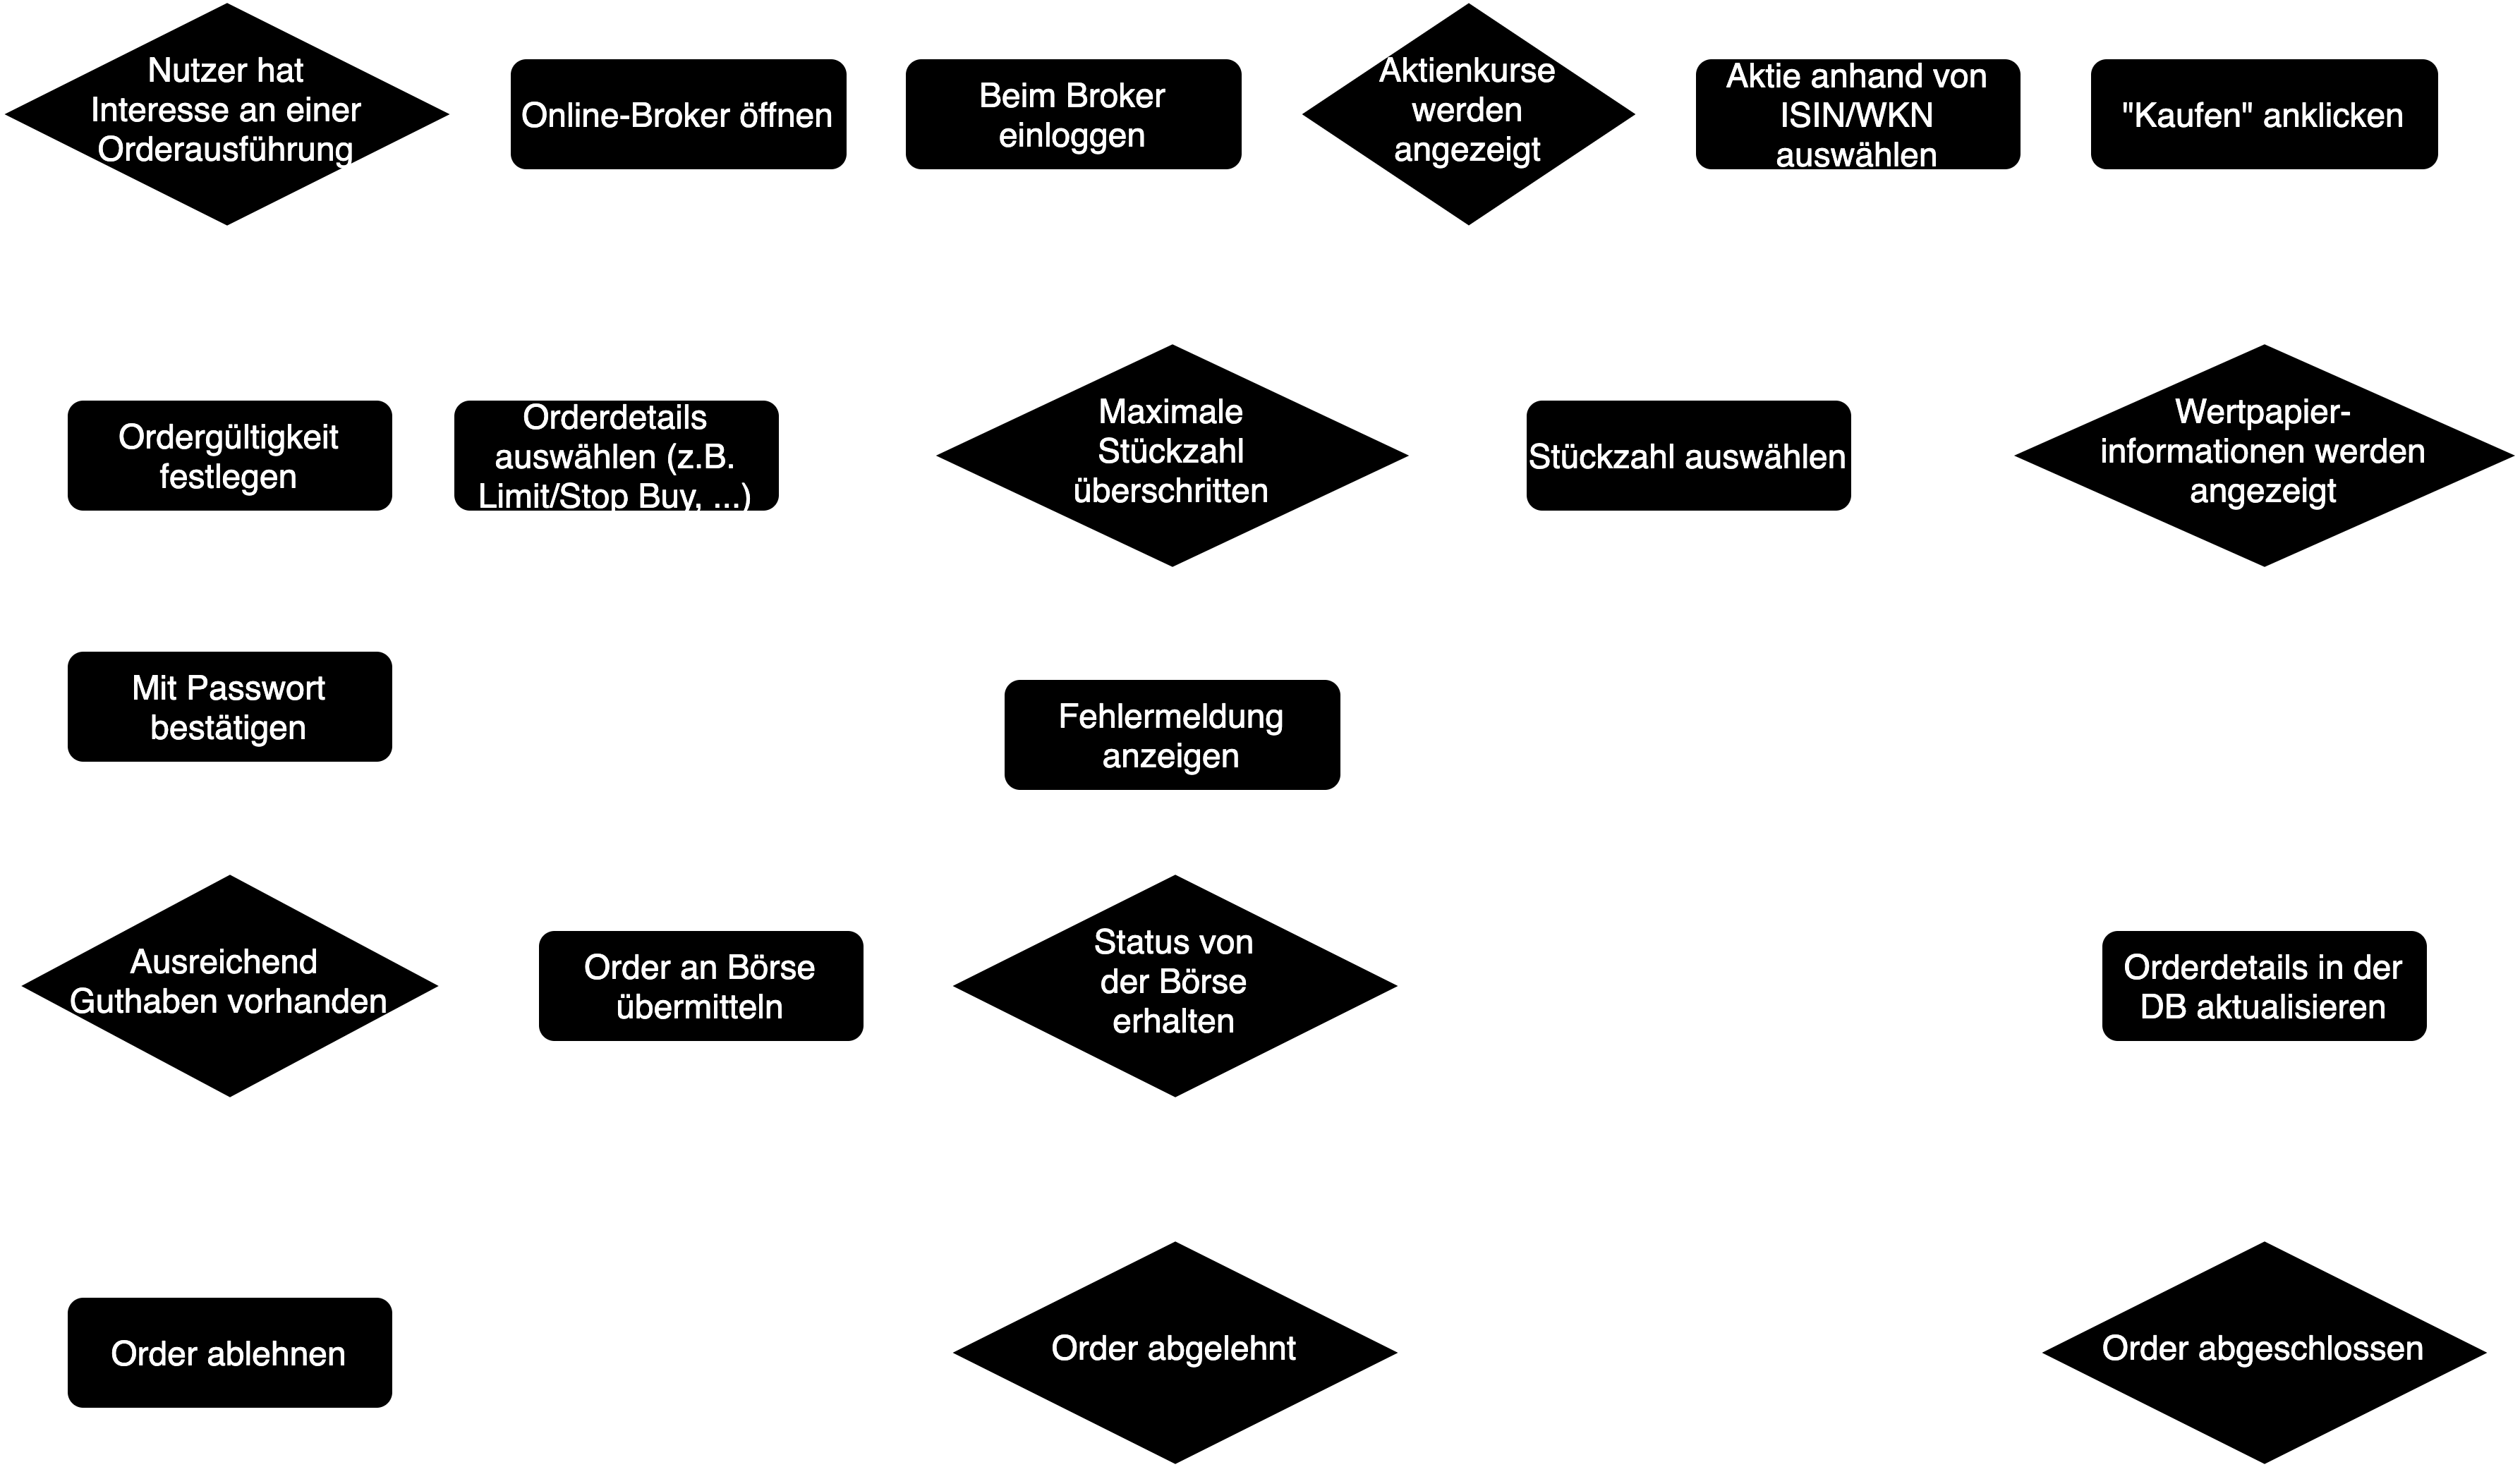 Nutzer hat
Interesse an einer
Orderausführung
Online-Broker öffnen
Beim Broker
einloggen
Aktienkurse
werden
angezeigt
Aktie anhand von
ISIN/WKN
auswählen
"Kaufen" anklicken
Ordergültigkeit
festlegen
Orderdetails
auswählen (z.B.
Limit/Stop Buy, ...)
Maximale
Stückzahl
überschritten
Stückzahl auswählen
Wertpapier-
informationen werden
angezeigt
Mit Passwort
bestätigen
Fehlermeldung
anzeigen
Ausreichend
Guthaben vorhanden
Order an Börse
übermitteln
Status von
der Börse
erhalten
Orderdetails in der
DB aktualisieren
Order ablehnen
Order abgelehnt
Order abgeschlossen